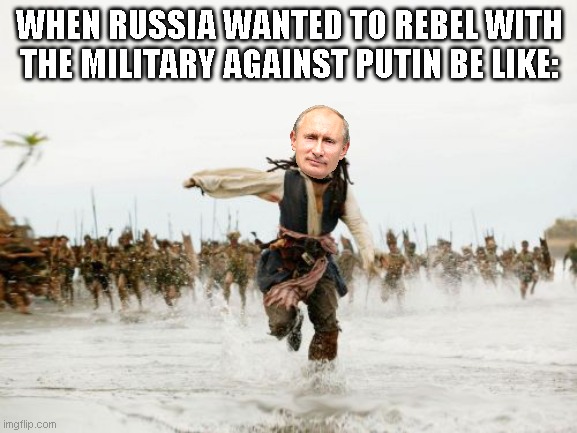 WHEN RUSSIA WANTED TO REBEL WITH
THE MILITARY AGAINST PUTIN BE LIKE:
imgflip.com